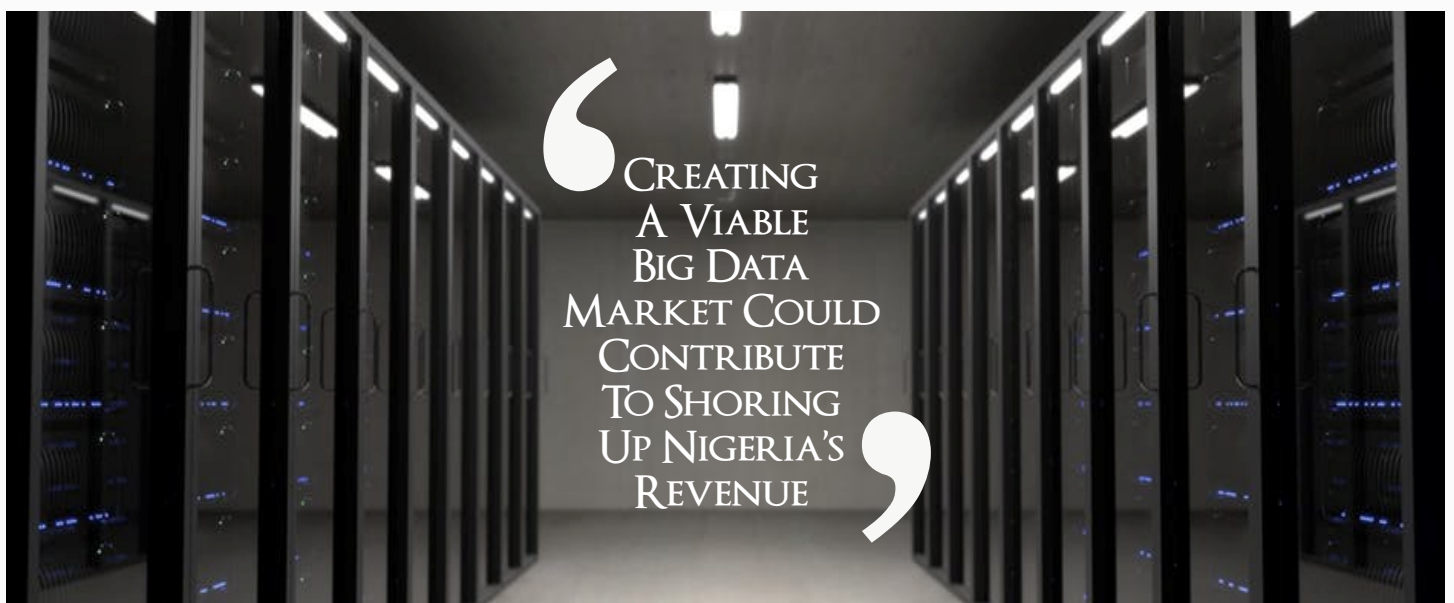 ‘Creating
A Viable
Big Data
Market Could
Contribute
To Shoring
Up Nigeria’s
Revenue’